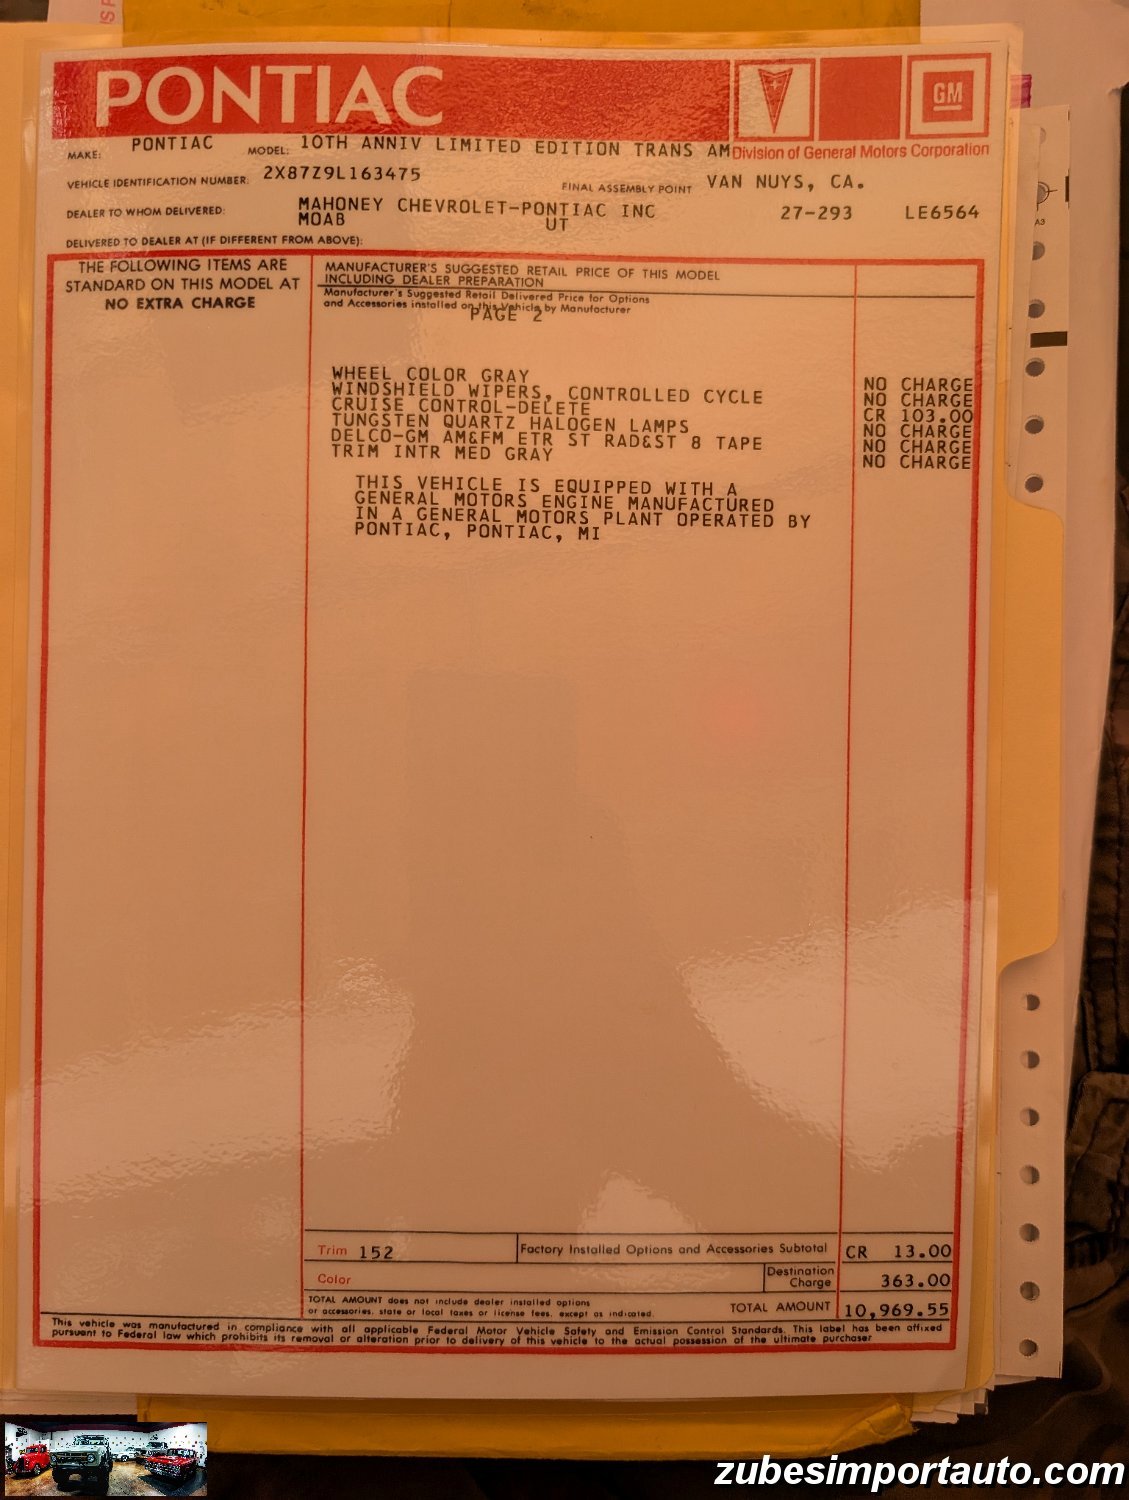 PONTIAC
GM
Division of General Motors Corporation
MAKE: PONTIAC MODEL: 10TH ANNIV LIMITED EDITION TRANS AM
VEHICLE IDENTIFICATION NUMBER: 2X87Z9L163475 FINAL ASSEMBLY POINT VAN NUYS, CA.
DEALER TO WHOM DELIVERED: MAHONEY CHEVROLET-PONTIAC INC 27-293 LE6564
MOAB UT
DELIVERED TO DEALER AT (IF DIFFERENT FROM ABOVE):
THE FOLLOWING ITEMS ARE
STANDARD ON THIS MODEL AT
NO EXTRA CHARGE
MANUFACTURER'S SUGGESTED RETAIL PRICE OF THIS MODEL
INCLUDING DEALER PREPARATION
Manufacturer's Suggested Retail Delivered Price for Options
and Accessories installed on this Vehicle by Manufacturer
PAGE 2
WHEEL COLOR GRAY NO CHARGE
WINDSHIELD WIPERS, CONTROLLED CYCLE NO CHARGE
CRUISE CONTROL-DELETE CR 103.00
TUNGSTEN QUARTZ HALOGEN LAMPS NO CHARGE
DELCO-GM AM&FM ETR ST RAD&ST 8 TAPE NO CHARGE
TRIM INTR MED GRAY NO CHARGE
THIS VEHICLE IS EQUIPPED WITH A
GENERAL MOTORS ENGINE MANUFACTURED
IN A GENERAL MOTORS PLANT OPERATED BY
PONTIAC, PONTIAC, MI
Trim 152 Factory Installed Options and Accessories Subtotal CR 13.00
Color Destination Charge 363.00
TOTAL AMOUNT does not include dealer installed options
or accessories, state or local taxes or license fees, except as indicated. TOTAL AMOUNT 10,969.55
This vehicle was manufactured in compliance with all applicable Federal Motor Vehicle Safety and Emission Control Standards. This label has been affixed
pursuant to Federal law which prohibits its removal or alteration prior to delivery of this vehicle to the actual possession of the ultimate purchaser
A3
zubesimportauto.com